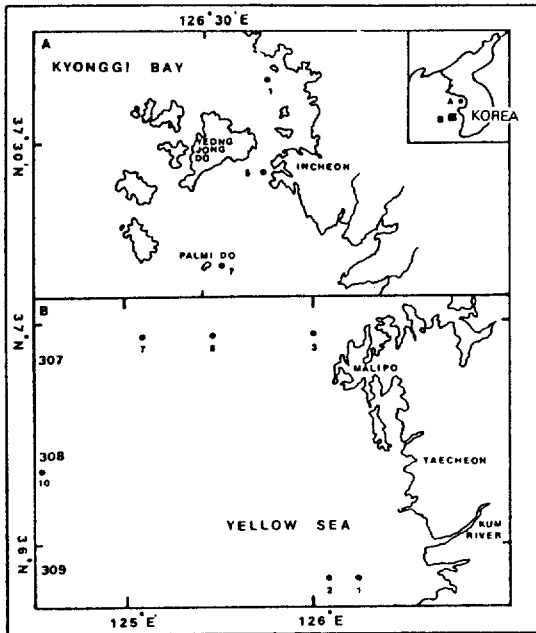 126°30'E
A
KYONGGI BAY
1
A
B
KOREA
37°30'N
YEONG
JONG
DO
INCHEON
5
PALMI DO
7
B
37°N
307
7
5
3
MALIPO
308
10
TAECHEON
YELLOW SEA
KUM
RIVER
36°N
309
2
1
125°E
126°E